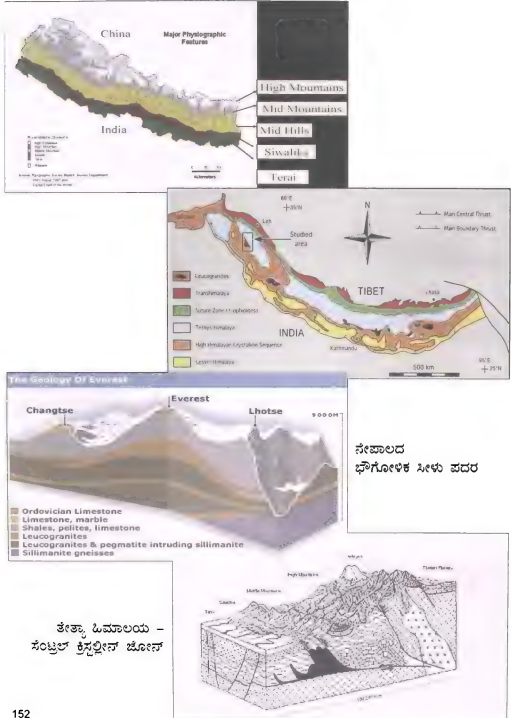 China
Major Physiographic
Features
High Mountains
Mid Mountains
Mid Hills
Siwaliks
Terai
India
N
Leh
Studied
area
Main Central Thrust
Main Boundary Thrust
TIBET
Lhasa
INDIA
Kathmandu
Leucogranites
Transhimalaya
Suture Zone
Tethys Himalaya
High Himalayan Crystalline Sequence
Lesser Himalaya
500 km
The Geology Of Everest
Everest
Changtse
Lhotse
9000M
Ordovician Limestone
Limestone, marble
Shales, pelites, limestone
Leucogranites
Leucogranites & pegmatite intruding sillimanite
Sillimanite gneisses
ನೇಪಾಲದ
ಭೌಗೋಳಿಕ ಸೀಳು ಪದರ
High Mountains
Middle Mountains
ತೇತ್ಯಾ ಹಿಮಾಲಯ –
ಸೆಂಟ್ರಲ್ ಕ್ರಿಸ್ಟಲ್ಲೀನ್ ಜೋನ್
152